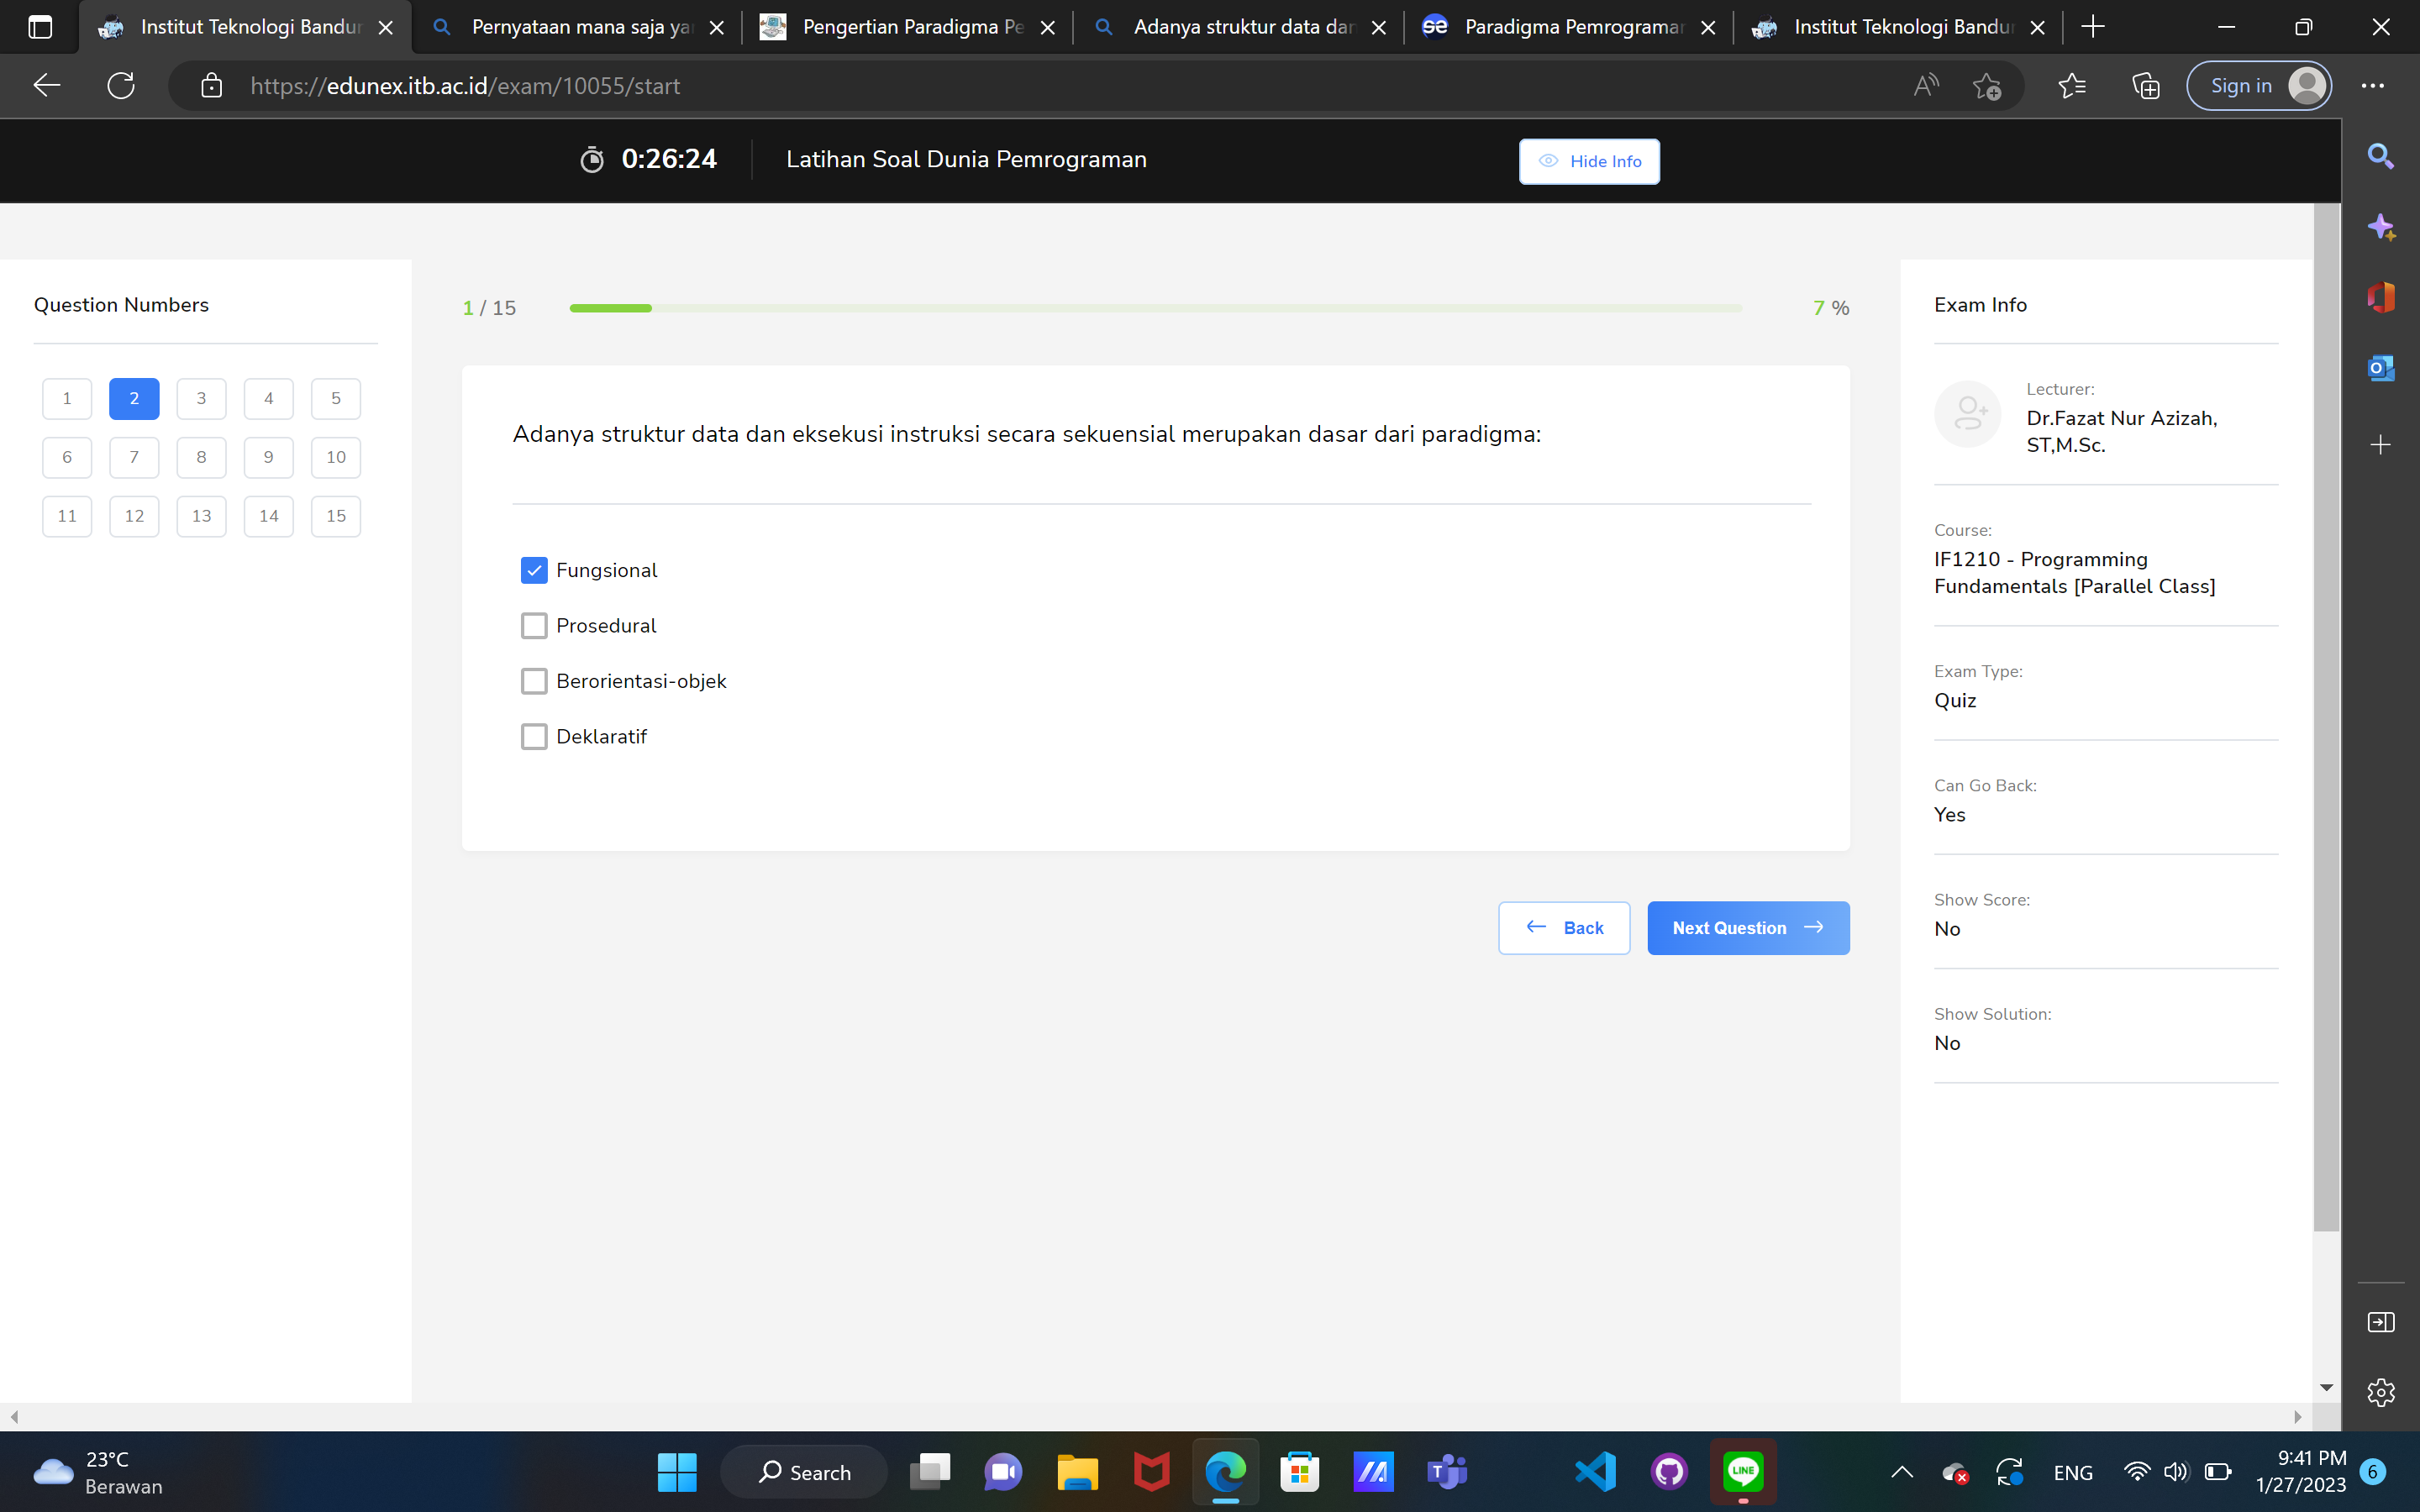 Institut Teknologi Bandur
Pernyataan mana saja ya
Pengertian Paradigma Pe
Adanya struktur data dar
Paradigma Pemrograman
Institut Teknologi Bandur
https://edunex.itb.ac.id/exam/10055/start
Sign in
0:26:24
Latihan Soal Dunia Pemrograman
Hide Info
Question Numbers
1 2 3 4 5
6 7 8 9 10
11 12 13 14 15
1 / 15
7 %
Adanya struktur data dan eksekusi instruksi secara sekuensial merupakan dasar dari paradigma:
Fungsional
Prosedural
Berorientasi-objek
Deklaratif
Back
Next Question
Exam Info
Lecturer:
Dr.Fazat Nur Azizah,
ST,M.Sc.
Course:
IF1210 - Programming
Fundamentals [Parallel Class]
Exam Type:
Quiz
Can Go Back:
Yes
Show Score:
No
Show Solution:
No
23°C
Berawan
Search
LINE
ENG
9:41 PM
1/27/2023
6